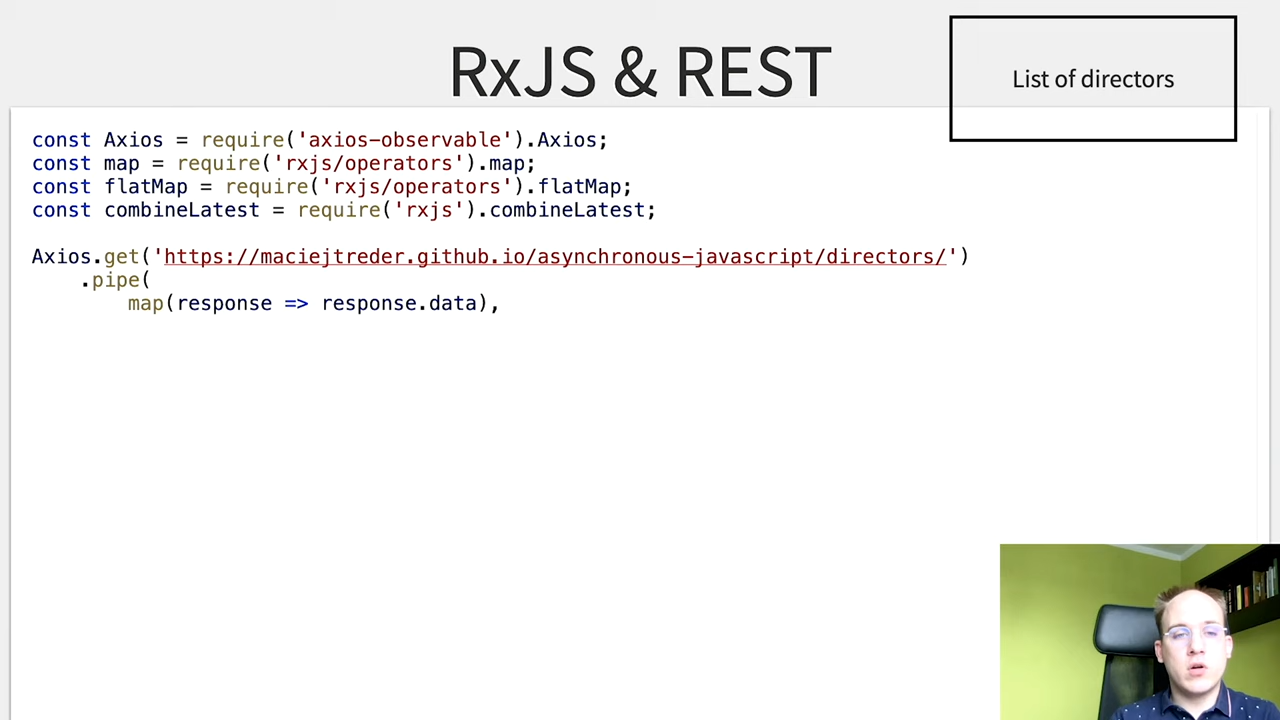 RxJS & REST
List of directors
const Axios = require('axios-observable').Axios;
const map = require('rxjs/operators').map;
const flatMap = require('rxjs/operators').flatMap;
const combineLatest = require('rxjs').combineLatest;
Axios.get('https://maciejtreder.github.io/asynchronous-javascript/directors/')
.pipe(
map(response => response.data),